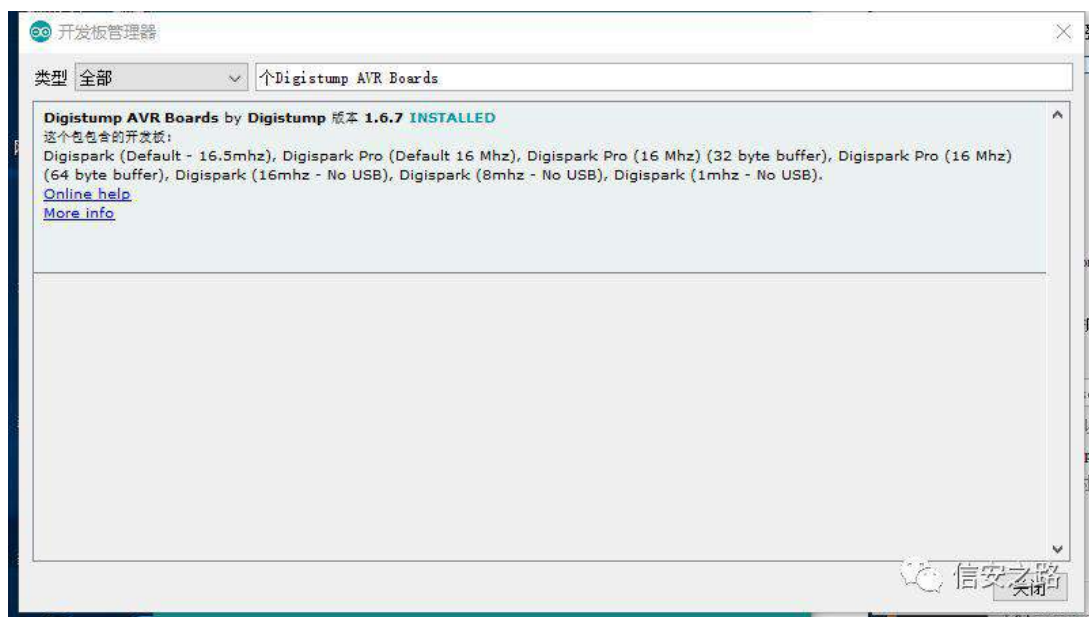 开发板管理器
类型 全部 个Digistump AVR Boards
Digistump AVR Boards by Digistump 版本 1.6.7 INSTALLED
这个包包含的开发板：
Digispark (Default - 16.5mhz), Digispark Pro (Default 16 Mhz), Digispark Pro (16 Mhz) (32 byte buffer), Digispark Pro (16 Mhz)
(64 byte buffer), Digispark (16mhz - No USB), Digispark (8mhz - No USB), Digispark (1mhz - No USB).
Online help
More info
信安之路
关闭